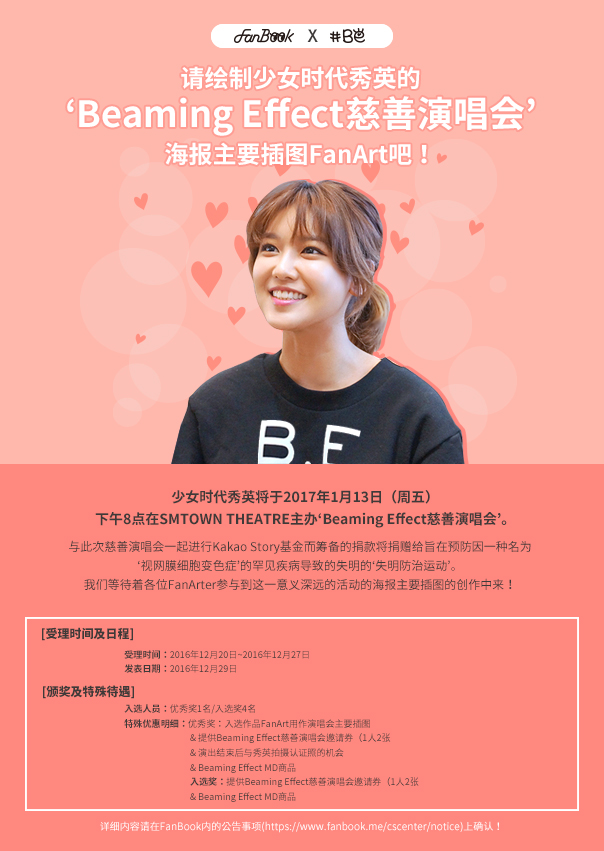 FanBook X #Be
请绘制少女时代秀英的
‘Beaming Effect慈善演唱会’
海报主要插图FanArt吧！
B.E
少女时代秀英将于2017年1月13日（周五）
下午8点在SMTOWN THEATRE主办‘Beaming Effect慈善演唱会’。
与此次慈善演唱会一起进行Kakao Story基金而筹备的捐款将捐赠给旨在预防因一种名为
‘视网膜细胞变色症’的罕见疾病导致的失明的‘失明防治运动’。
我们等待着各位FanArter参与到这一意义深远的活动的海报主要插图的创作中来！
[受理时间及日程]
受理时间：2016年12月20日~2016年12月27日
发表日期：2016年12月29日
[颁奖及特殊待遇]
入选人员：优秀奖1名/入选奖4名
特殊优惠明细：优秀奖：入选作品FanArt用作演唱会主要插图
& 提供Beaming Effect慈善演唱会邀请券（1人2张
& 演出结束后与秀英拍摄认证照的机会
& Beaming Effect MD商品
入选奖：提供Beaming Effect慈善演唱会邀请券（1人2张
& Beaming Effect MD商品
详细内容请在FanBook内的公告事项(https://www.fanbook.me/cscenter/notice)上确认！